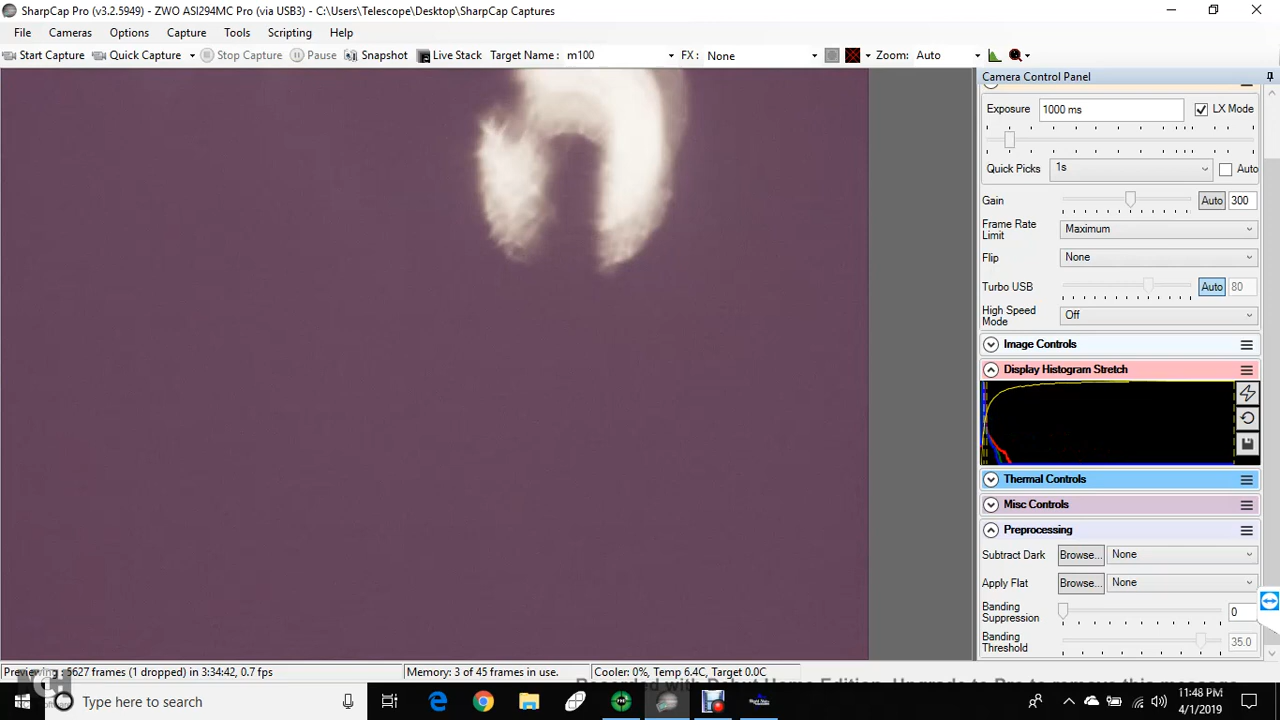 SharpCap Pro (v3.2.5949) - ZWO ASI294MC Pro (via USB3) - C:\Users\Telescope\Desktop\SharpCap Captures
File Cameras Options Capture Tools Scripting Help
Start Capture Quick Capture Stop Capture Pause Snapshot Live Stack Target Name : m100 FX : None Zoom: Auto
Camera Control Panel
Exposure 1000 ms LX Mode
Quick Picks 1s Auto
Gain Auto 300
Frame Rate Limit Maximum
Flip None
Turbo USB Auto 80
High Speed Mode Off
Image Controls
Display Histogram Stretch
Thermal Controls
Misc Controls
Preprocessing
Subtract Dark Browse... None
Apply Flat Browse... None
Banding Suppression 0
Banding Threshold 35.0
Previewing : 5627 frames (1 dropped) in 3:34:42, 0.7 fps Memory: 3 of 45 frames in use. Cooler: 0%, Temp 6.4C, Target 0.0C
Type here to search
11:48 PM
4/1/2019